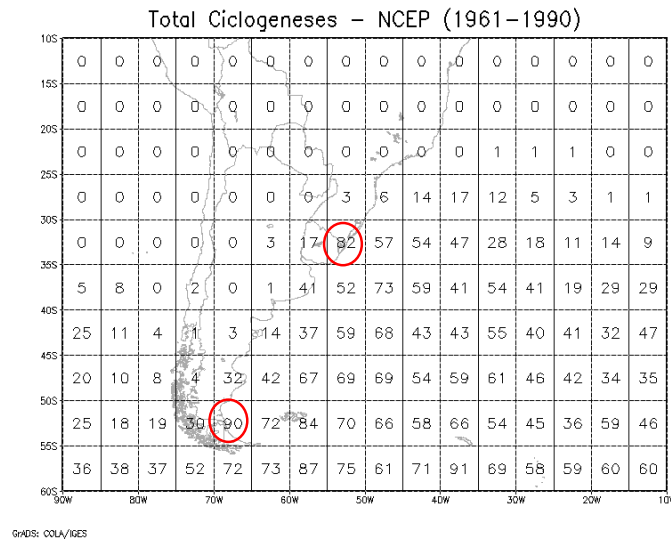 Total Ciclogeneses – NCEP (1961–1990)
10S
0 0 0 0 0 0 0 0 0 0 0 0 0 0 0 0
15S
0 0 0 0 0 0 0 0 0 0 0 0 0 0 0 0
20S
0 0 0 0 0 0 0 0 0 0 0 1 1 1 0 0
25S
0 0 0 0 0 0 0 3 6 14 17 12 5 3 1 1
30S
0 0 0 0 0 3 17 82 57 54 47 28 18 11 14 9
35S
5 8 0 2 0 1 41 52 73 59 41 54 41 19 29 29
40S
25 11 4 1 3 14 37 59 68 43 43 55 40 41 32 47
45S
20 10 8 4 32 42 67 69 69 54 59 61 46 42 34 35
50S
25 18 19 30 90 72 84 70 66 58 66 54 45 36 59 46
55S
36 38 37 52 72 73 87 75 61 71 91 69 58 59 60 60
60S
90W 80W 70W 60W 50W 40W 30W 20W 10W
GrADS: COLA/IGES